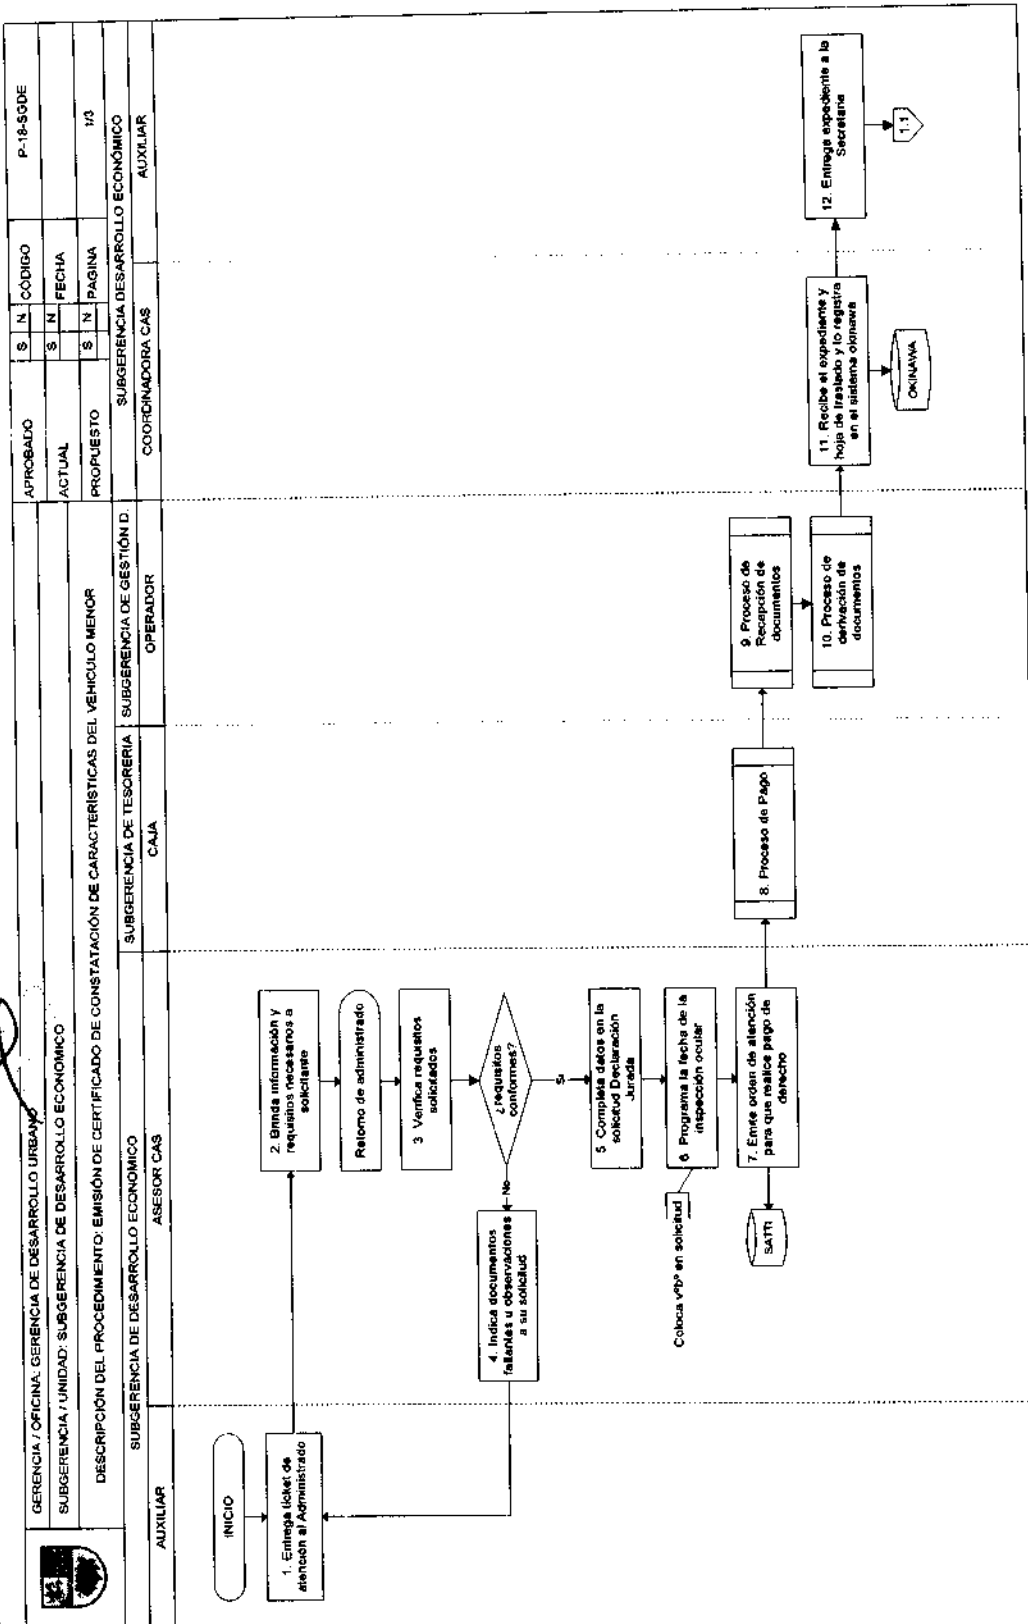 GERENCIA / OFICINA: GERENCIA DE DESARROLLO URBANO
APROBADO
S N
CÓDIGO
P-18-SGDE
SUBGERENCIA / UNIDAD: SUBGERENCIA DE DESARROLLO ECONOMICO
ACTUAL
S N
FECHA
DESCRIPCIÓN DEL PROCEDIMIENTO: EMISIÓN DE CERTIFICADO DE CONSTATACIÓN DE CARACTERÍSTICAS DEL VEHICULO MENOR
PROPUESTO
S N
PAGINA
1/3
SUBGERENCIA DE DESARROLLO ECONOMICO
SUBGERENCIA DE TESORERIA
SUBGERENCIA DE GESTIÓN D.
SUBGERENCIA DESARROLLO ECONÓMICO
AUXILIAR
ASESOR CAS
CAJA
OPERADOR
COORDINADORA CAS
AUXILIAR
INICIO
1. Entrega ticket de
atención al Administrado
2. Brinda información y
requisitos necesarios a
solicitante
Retorno de administrado
3 Verifica requisitos
solicitados
¿requisitos
conformes?
No
Si
4. Indica documentos
faltantes u observaciones
a su solicitud
5 Completa datos en la
solicitud Declaración
Jurada
6 Programa la fecha de la
inspección ocular
Coloca vºbº en solicitud
7. Emite orden de atención
para que realice pago de
derecho
SATTI
8. Proceso de Pago
9. Proceso de
Recepción de
documentos
10. Proceso de
derivación de
documentos
11. Recibe el expediente y
hoja de traslado y lo registra
en el sistema okinawa
OKINAWA
12. Entrega expediente a la
Secretaria
1.1